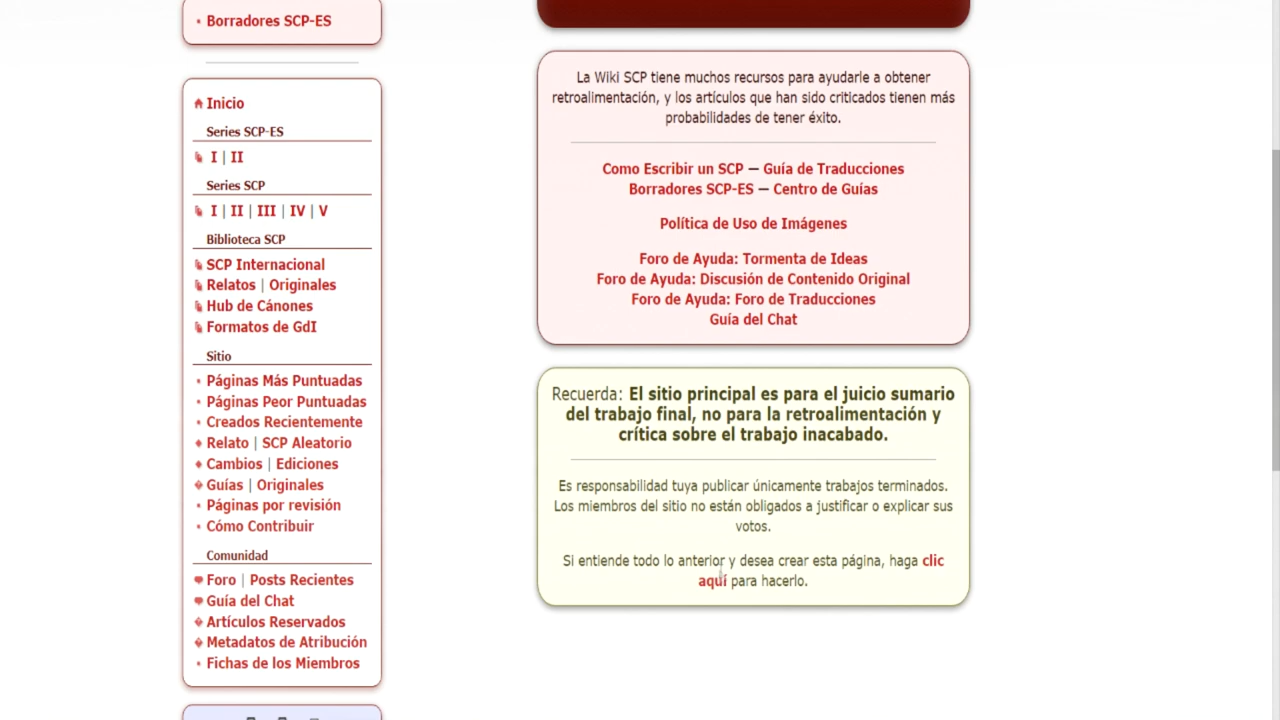 Borradores SCP-ES
Inicio
Series SCP-ES
I | II
Series SCP
I | II | III | IV | V
Biblioteca SCP
SCP Internacional
Relatos | Originales
Hub de Cánones
Formatos de GdI
Sitio
Páginas Más Puntuadas
Páginas Peor Puntuadas
Creados Recientemente
Relato | SCP Aleatorio
Cambios | Ediciones
Guías | Originales
Páginas por revisión
Cómo Contribuir
Comunidad
Foro | Posts Recientes
Guía del Chat
Artículos Reservados
Metadatos de Atribución
Fichas de los Miembros
La Wiki SCP tiene muchos recursos para ayudarle a obtener
retroalimentación, y los artículos que han sido criticados tienen más
probabilidades de tener éxito.
Como Escribir un SCP — Guía de Traducciones
Borradores SCP-ES — Centro de Guías
Política de Uso de Imágenes
Foro de Ayuda: Tormenta de Ideas
Foro de Ayuda: Discusión de Contenido Original
Foro de Ayuda: Foro de Traducciones
Guía del Chat
Recuerda: El sitio principal es para el juicio sumario
del trabajo final, no para la retroalimentación y
crítica sobre el trabajo inacabado.
Es responsabilidad tuya publicar únicamente trabajos terminados.
Los miembros del sitio no están obligados a justificar o explicar sus
votos.
Si entiende todo lo anterior y desea crear esta página, haga clic
aquí para hacerlo.